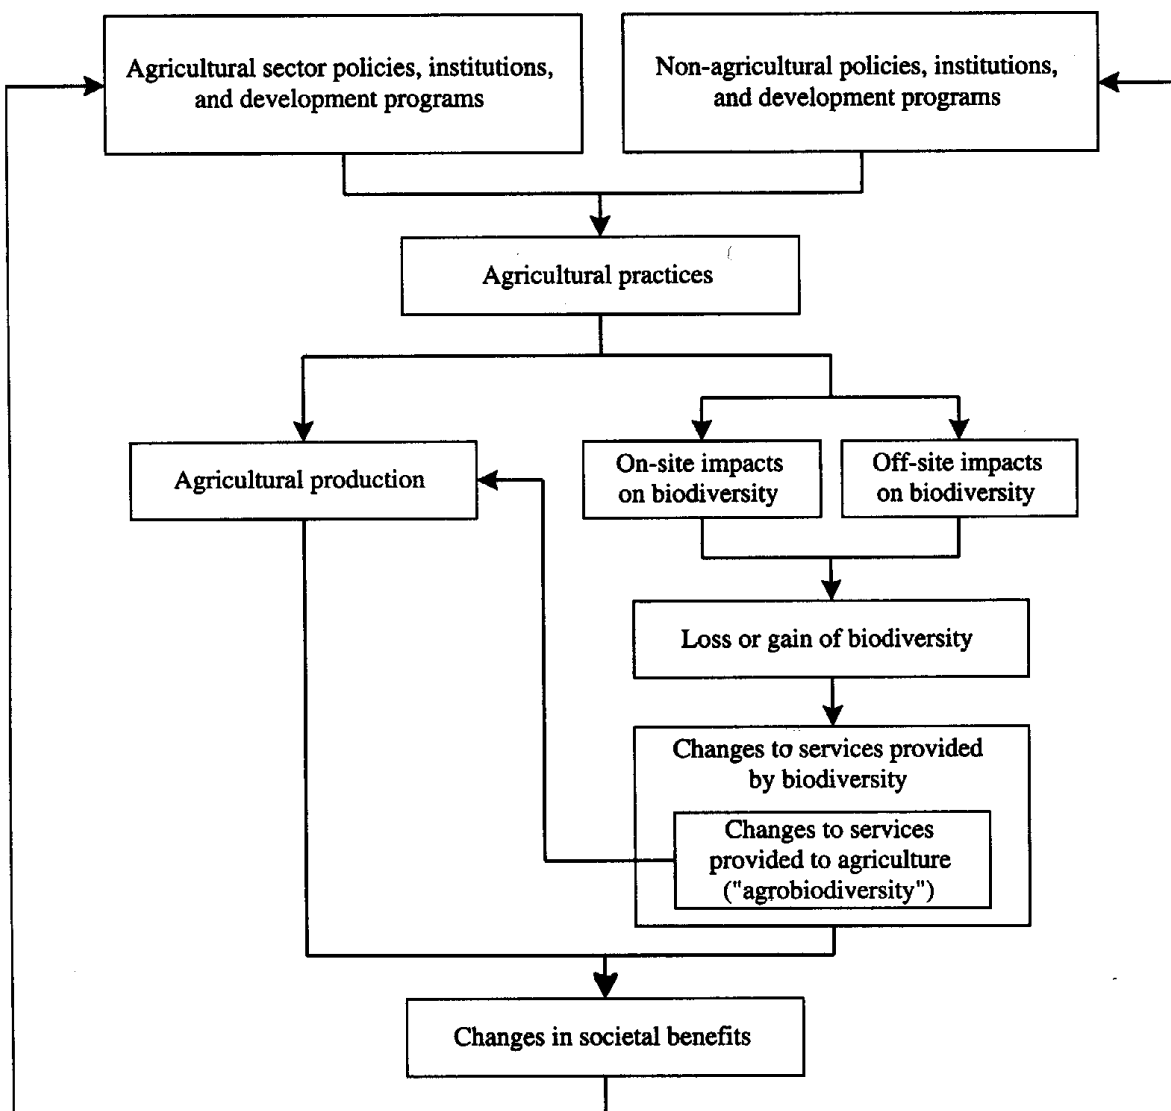 Agricultural sector policies, institutions,
and development programs
Non-agricultural policies, institutions,
and development programs
Agricultural practices
Agricultural production
On-site impacts
on biodiversity
Off-site impacts
on biodiversity
Loss or gain of biodiversity
Changes to services provided
by biodiversity
Changes to services
provided to agriculture
("agrobiodiversity")
Changes in societal benefits